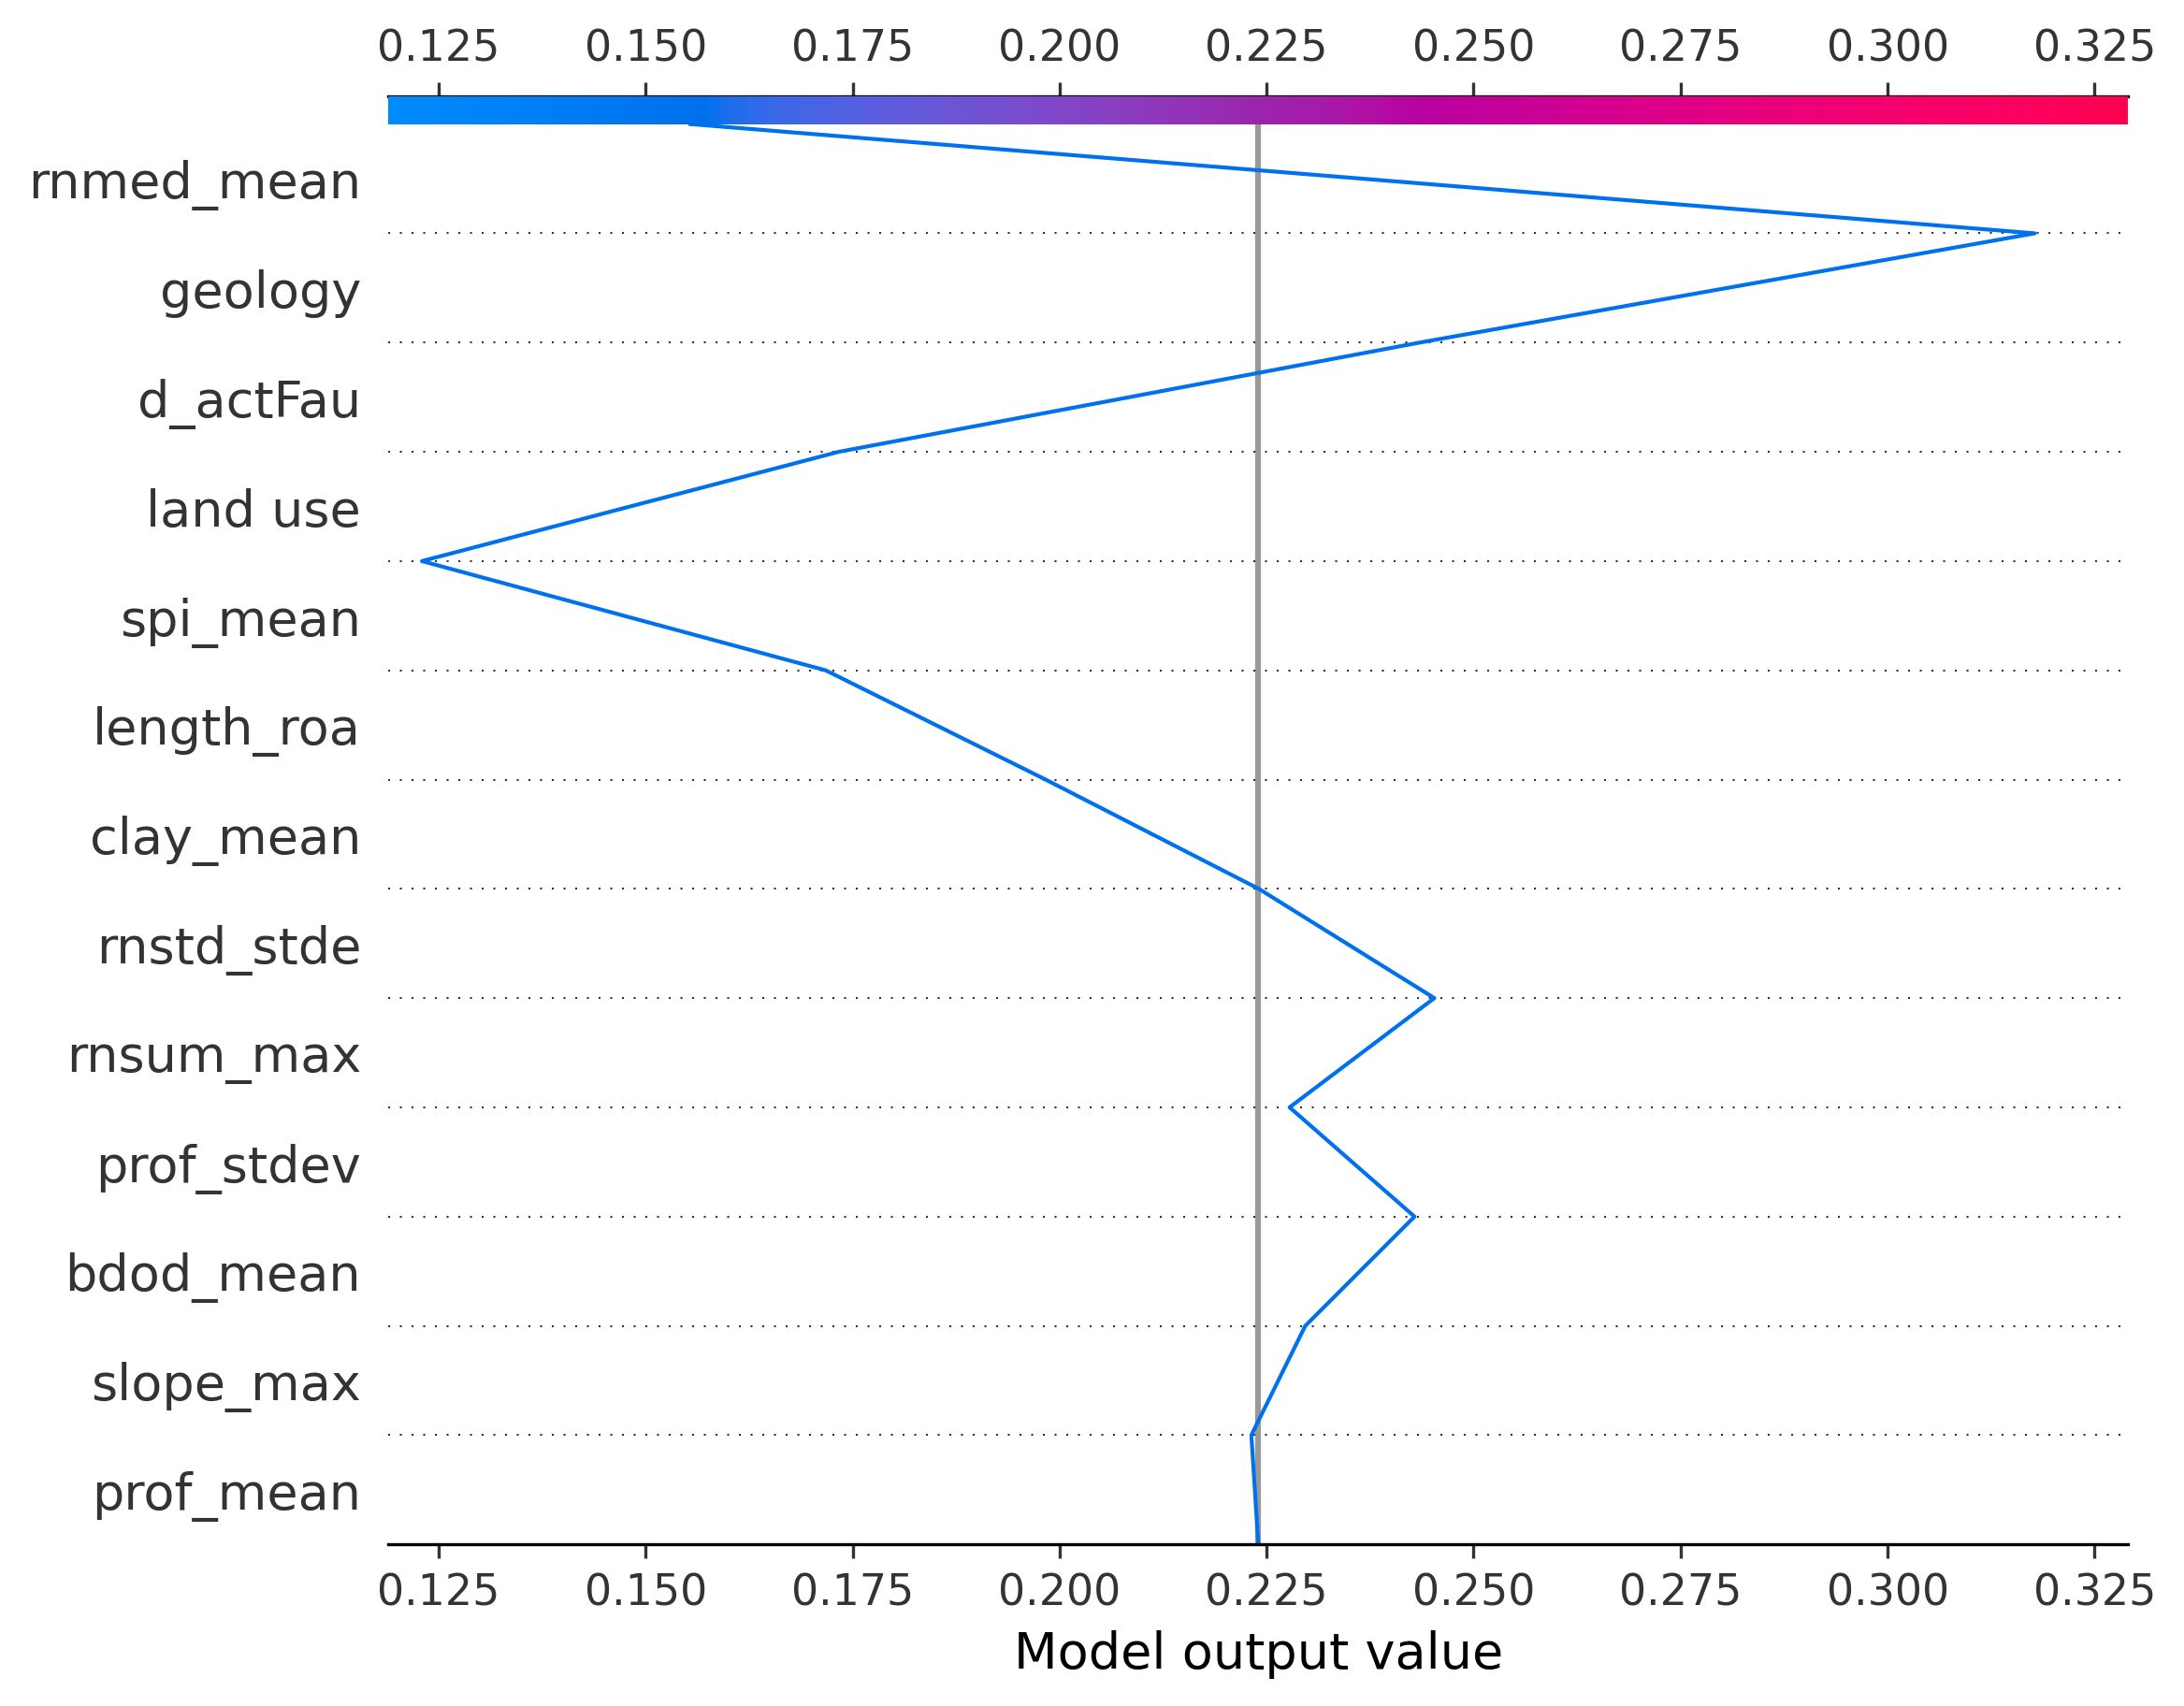 0.125 0.150 0.175 0.200 0.225 0.250 0.275 0.300 0.325
rnmed_mean
geology
d_actFau
land use
spi_mean
length_roa
clay_mean
rnstd_stde
rnsum_max
prof_stdev
bdod_mean
slope_max
prof_mean
0.125 0.150 0.175 0.200 0.225 0.250 0.275 0.300 0.325
Model output value